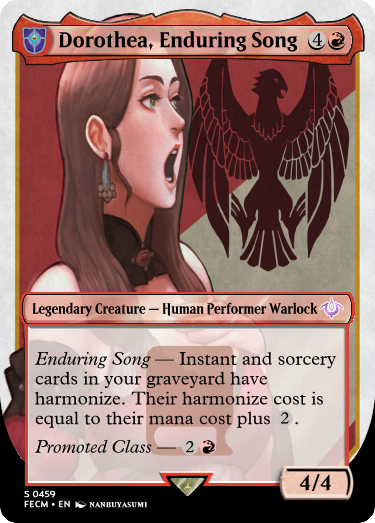 Dorothea, Enduring Song 4
Legendary Creature — Human Performer Warlock
Enduring Song — Instant and sorcery
cards in your graveyard have
harmonize. Their harmonize cost is
equal to their mana cost plus 2 .
Promoted Class — 2
4/4
S 0459
FECM • EN NANBUYASUMI